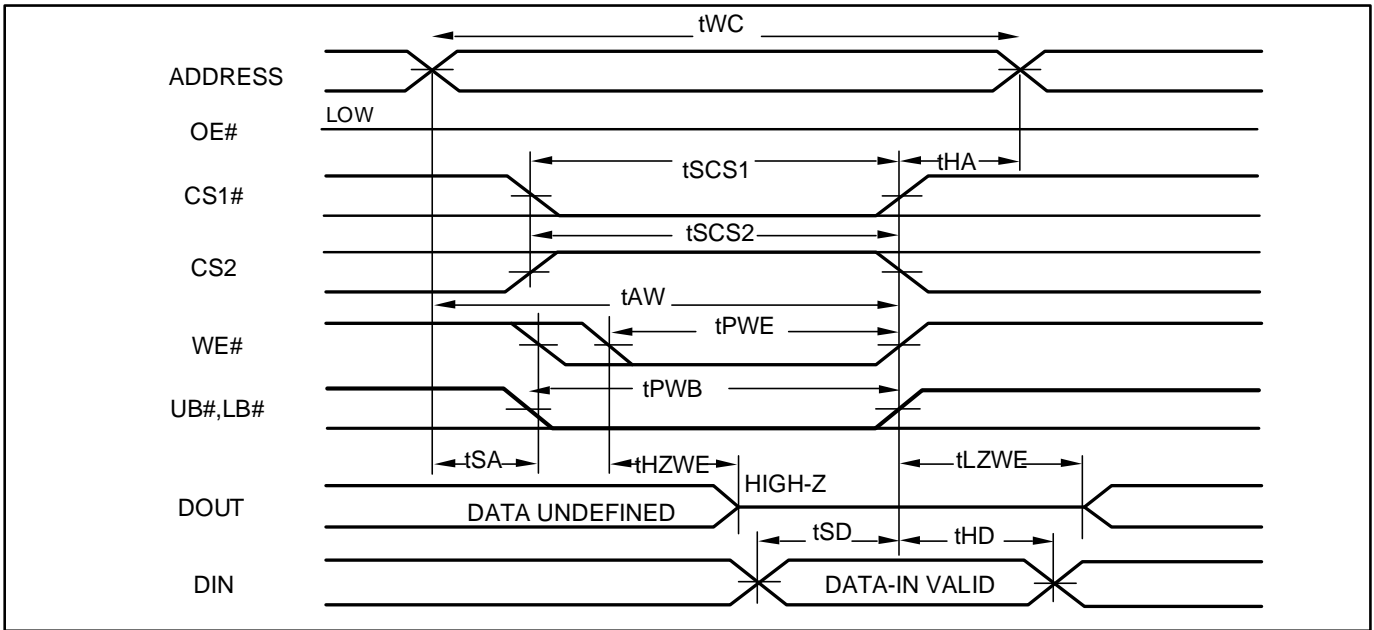 tWC
ADDRESS
LOW
OE#
tSCS1
tHA
CS1#
tSCS2
CS2
tAW
tPWE
WE#
tPWB
UB#,LB#
tSA
tHZWE
tLZWE
HIGH-Z
DOUT
DATA UNDEFINED
tSD
tHD
DIN
DATA-IN VALID